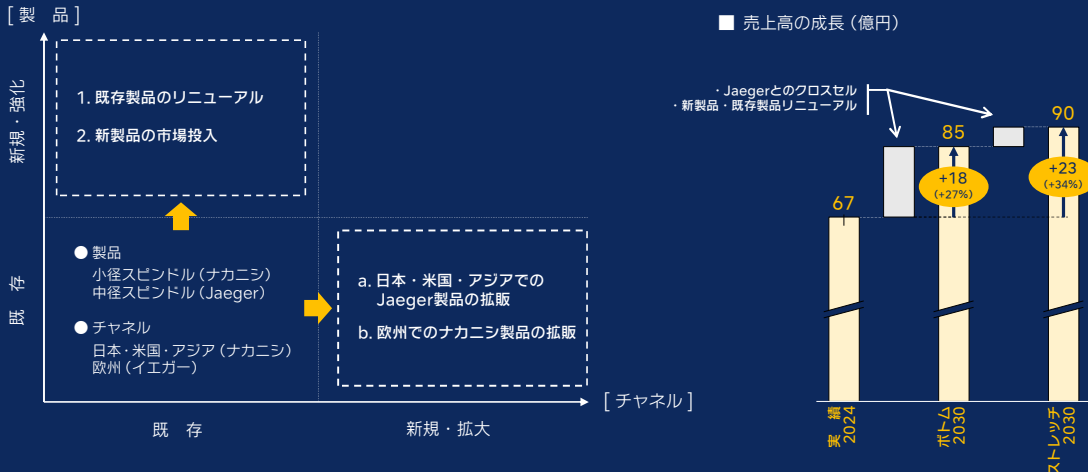 [ 製 品 ]
新規・強化
1. 既存製品のリニューアル
2. 新製品の市場投入
既 存
● 製品
小径スピンドル(ナカニシ)
中径スピンドル(Jaeger)
● チャネル
日本・米国・アジア(ナカニシ)
欧州(イエガー)
a. 日本・米国・アジアでの
Jaeger製品の拡販
b. 欧州でのナカニシ製品の拡販
[ チャネル ]
既 存
新規・拡大
■ 売上高の成長(億円)
・Jaegerとのクロスセル
・新製品・既存製品リニューアル
67
85
90
+18
(+27%)
+23
(+34%)
実 績
2024
ボトム
2030
ストレッチ
2030